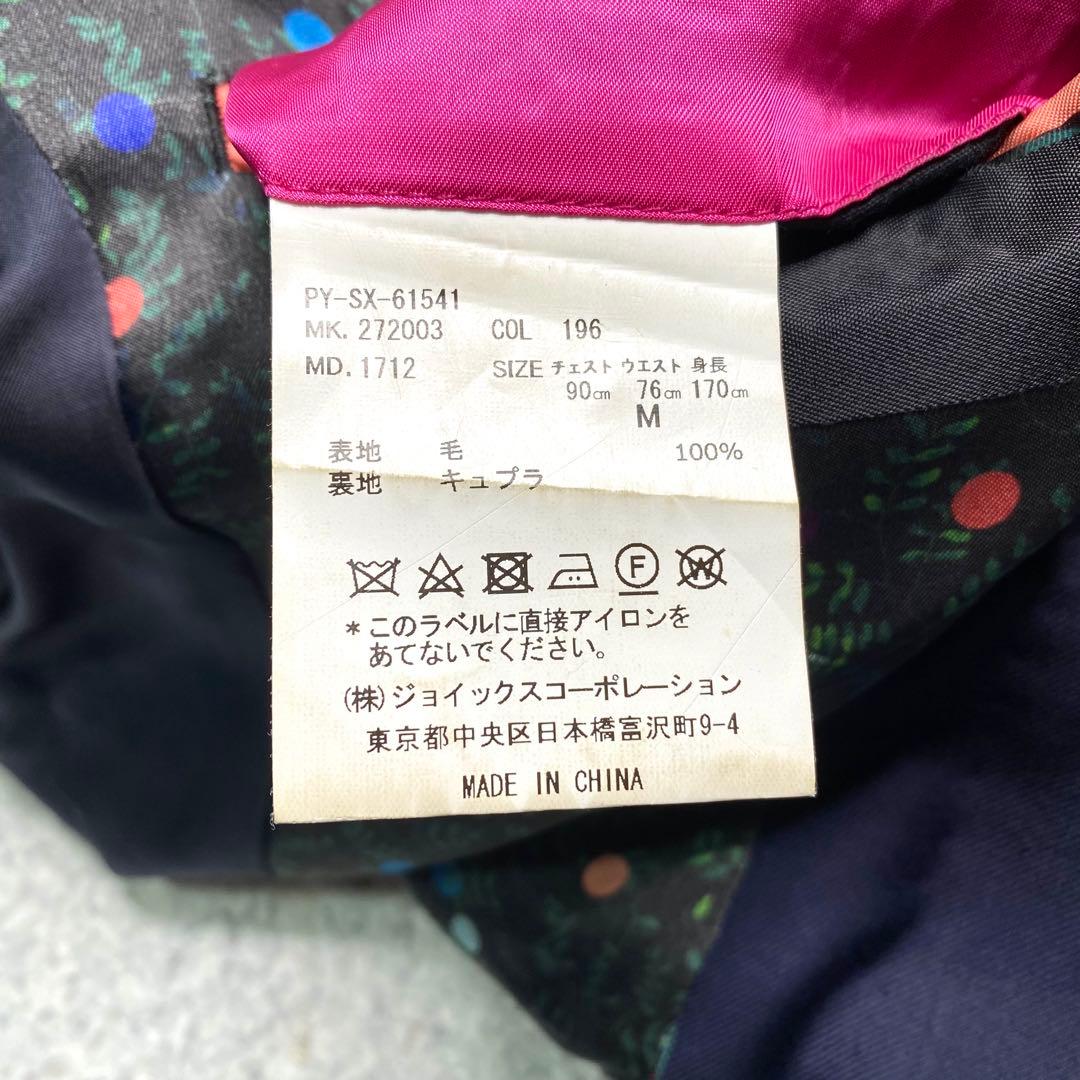 PY-SX-61541
MK. 272003 COL 196
MD. 1712 SIZE チェスト ウエスト 身長
90㎝ 76㎝ 170㎝
M
表地 毛 100%
裏地 キュプラ
F W
*このラベルに直接アイロンを
あてないでください。
(株)ジョイックスコーポレーション
東京都中央区日本橋富沢町9-4
MADE IN CHINA